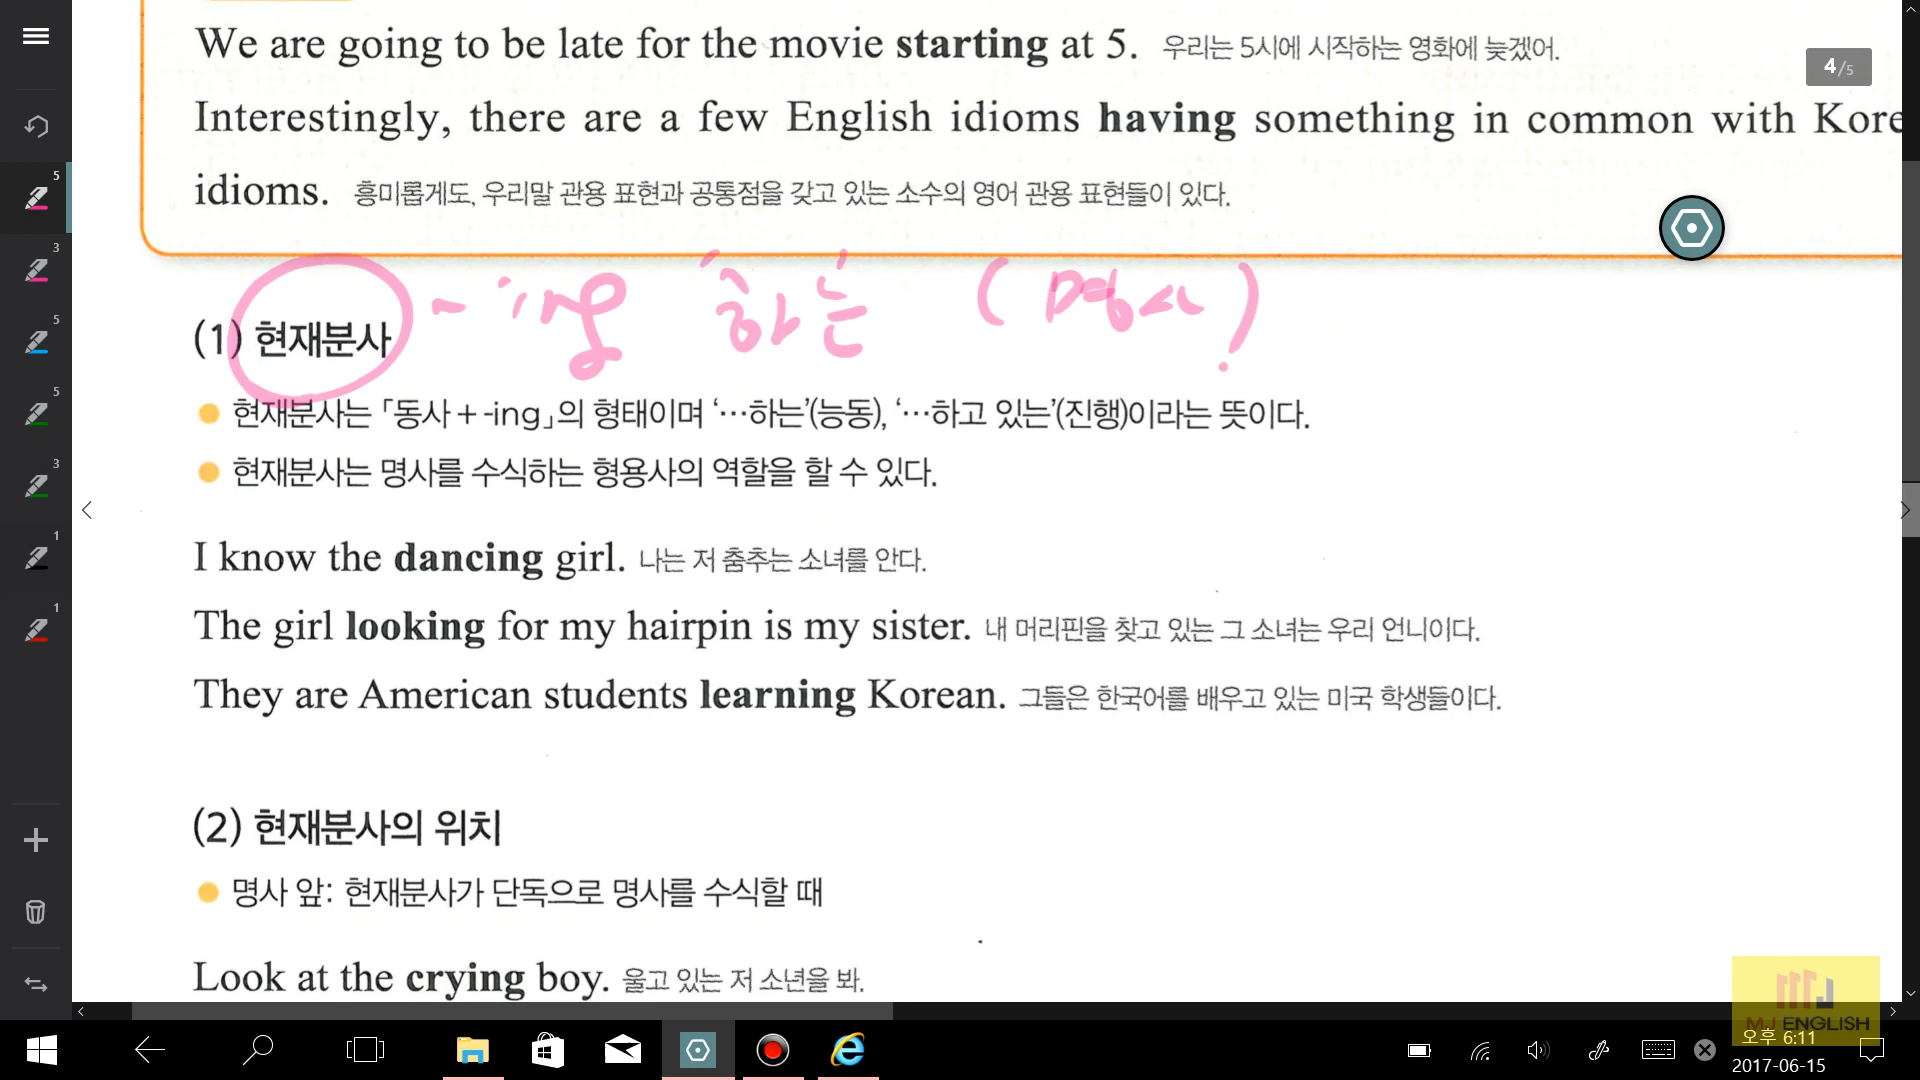 We are going to be late for the movie starting at 5. 우리는 5시에 시작하는 영화에 늦겠어.
4/5
Interestingly, there are a few English idioms having something in common with Kore
idioms. 흥미롭게도, 우리말 관용 표현과 공통점을 갖고 있는 소수의 영어 관용 표현들이 있다.
~ing '하는' (명사)
(1) 현재분사
현재분사는 「동사+-ing」의 형태이며 ‘…하는’(능동), ‘…하고 있는’(진행)이라는 뜻이다.
현재분사는 명사를 수식하는 형용사의 역할을 할 수 있다.
I know the dancing girl. 나는 저 춤추는 소녀를 안다.
The girl looking for my hairpin is my sister. 내 머리핀을 찾고 있는 그 소녀는 우리 언니이다.
They are American students learning Korean. 그들은 한국어를 배우고 있는 미국 학생들이다.
(2) 현재분사의 위치
명사 앞: 현재분사가 단독으로 명사를 수식할 때
Look at the crying boy. 울고 있는 저 소년을 봐.
5
3
5
5
3
1
1
MJ ENGLISH
오후 6:11
2017-06-15